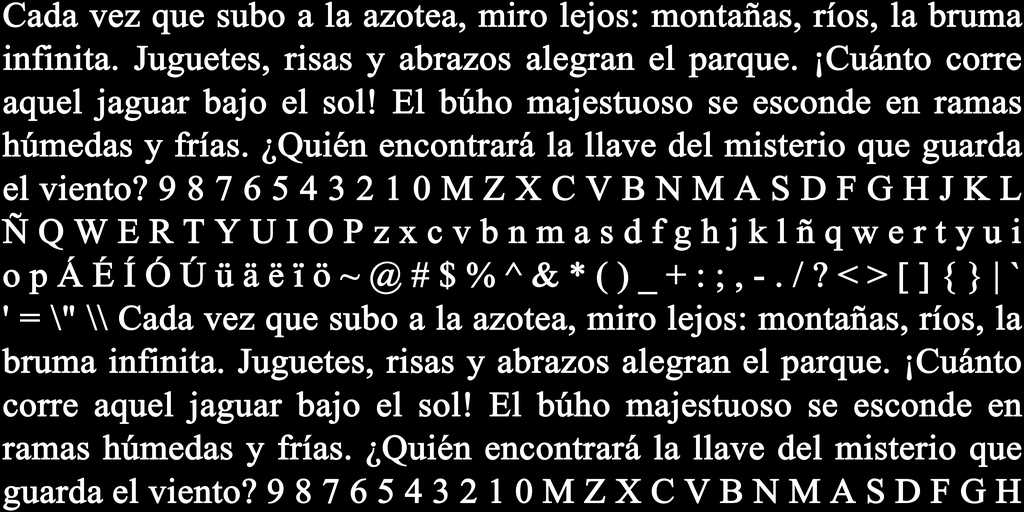 Cada vez que subo a la azotea, miro lejos: montañas, ríos, la bruma
infinita. Juguetes, risas y abrazos alegran el parque. ¡Cuánto corre
aquel jaguar bajo el sol! El búho majestuoso se esconde en ramas
húmedas y frías. ¿Quién encontrará la llave del misterio que guarda
el viento? 9 8 7 6 5 4 3 2 1 0 M Z X C V B N M A S D F G H J K L
Ñ Q W E R T Y U I O P z x c v b n m a s d f g h j k l ñ q w e r t y u i
o p Á É Í Ó Ú ü ä ë ï ö ~ @ # $ % ^ & * ( ) _ + : ; , - . / ? < > [ ] { } | `
' = \" \\ Cada vez que subo a la azotea, miro lejos: montañas, ríos, la
bruma infinita. Juguetes, risas y abrazos alegran el parque. ¡Cuánto
corre aquel jaguar bajo el sol! El búho majestuoso se esconde en
ramas húmedas y frías. ¿Quién encontrará la llave del misterio que
guarda el viento? 9 8 7 6 5 4 3 2 1 0 M Z X C V B N M A S D F G H